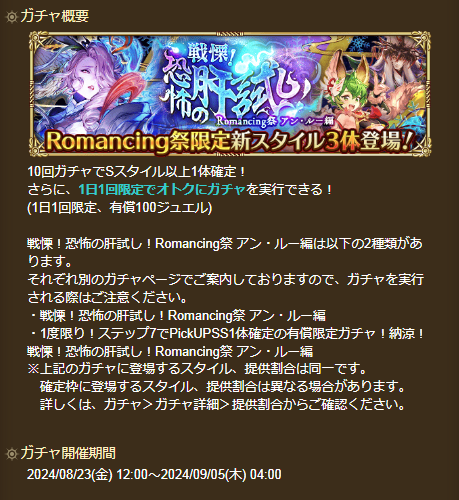 ガチャ概要
戦慄!
恐怖の肝試し!
Romancing祭 アン・ルー編
Romancing祭限定新スタイル3体登場!
10回ガチャでSスタイル以上1体確定！
さらに、1日1回限定でオトクにガチャを実行できる！
(1日1回限定、有償100ジュエル)
戦慄！恐怖の肝試し！Romancing祭 アン・ルー編は以下の2種類があ
ります。
それぞれ別のガチャページでご案内しておりますので、ガチャを実行
される際はご注意ください。
・戦慄！恐怖の肝試し！Romancing祭 アン・ルー編
・1度限り！ステップ7でPickUPSS1体確定の有償限定ガチャ！納涼！
戦慄！恐怖の肝試し！Romancing祭 アン・ルー編
※上記のガチャに登場するスタイル、提供割合は同一です。
確定枠に登場するスタイル、提供割合は異なる場合があります。
詳しくは、ガチャ＞ガチャ詳細＞提供割合からご確認ください。
ガチャ開催期間
2024/08/23(金) 12:00～2024/09/05(木) 04:00